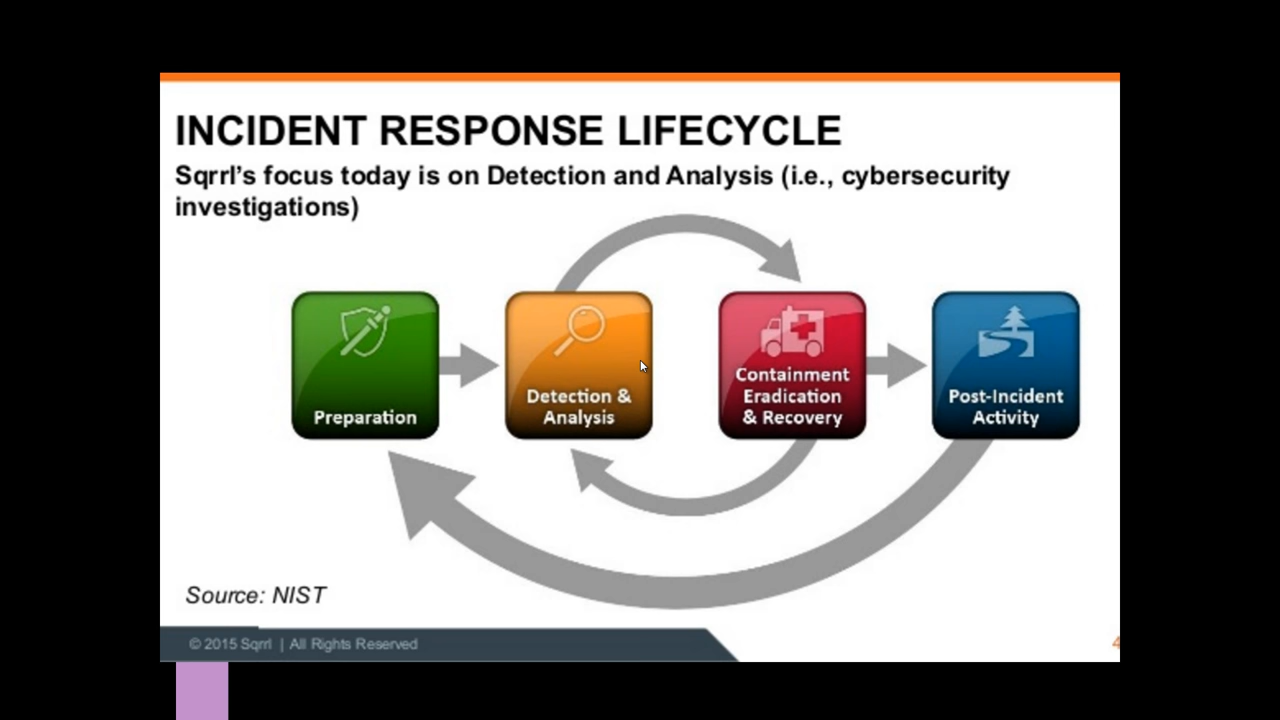 INCIDENT RESPONSE LIFECYCLE
Sqrrl's focus today is on Detection and Analysis (i.e., cybersecurity
investigations)
Preparation
Detection &
Analysis
Containment
Eradication
& Recovery
Post-Incident
Activity
Source: NIST
© 2015 Sqrrl | All Rights Reserved